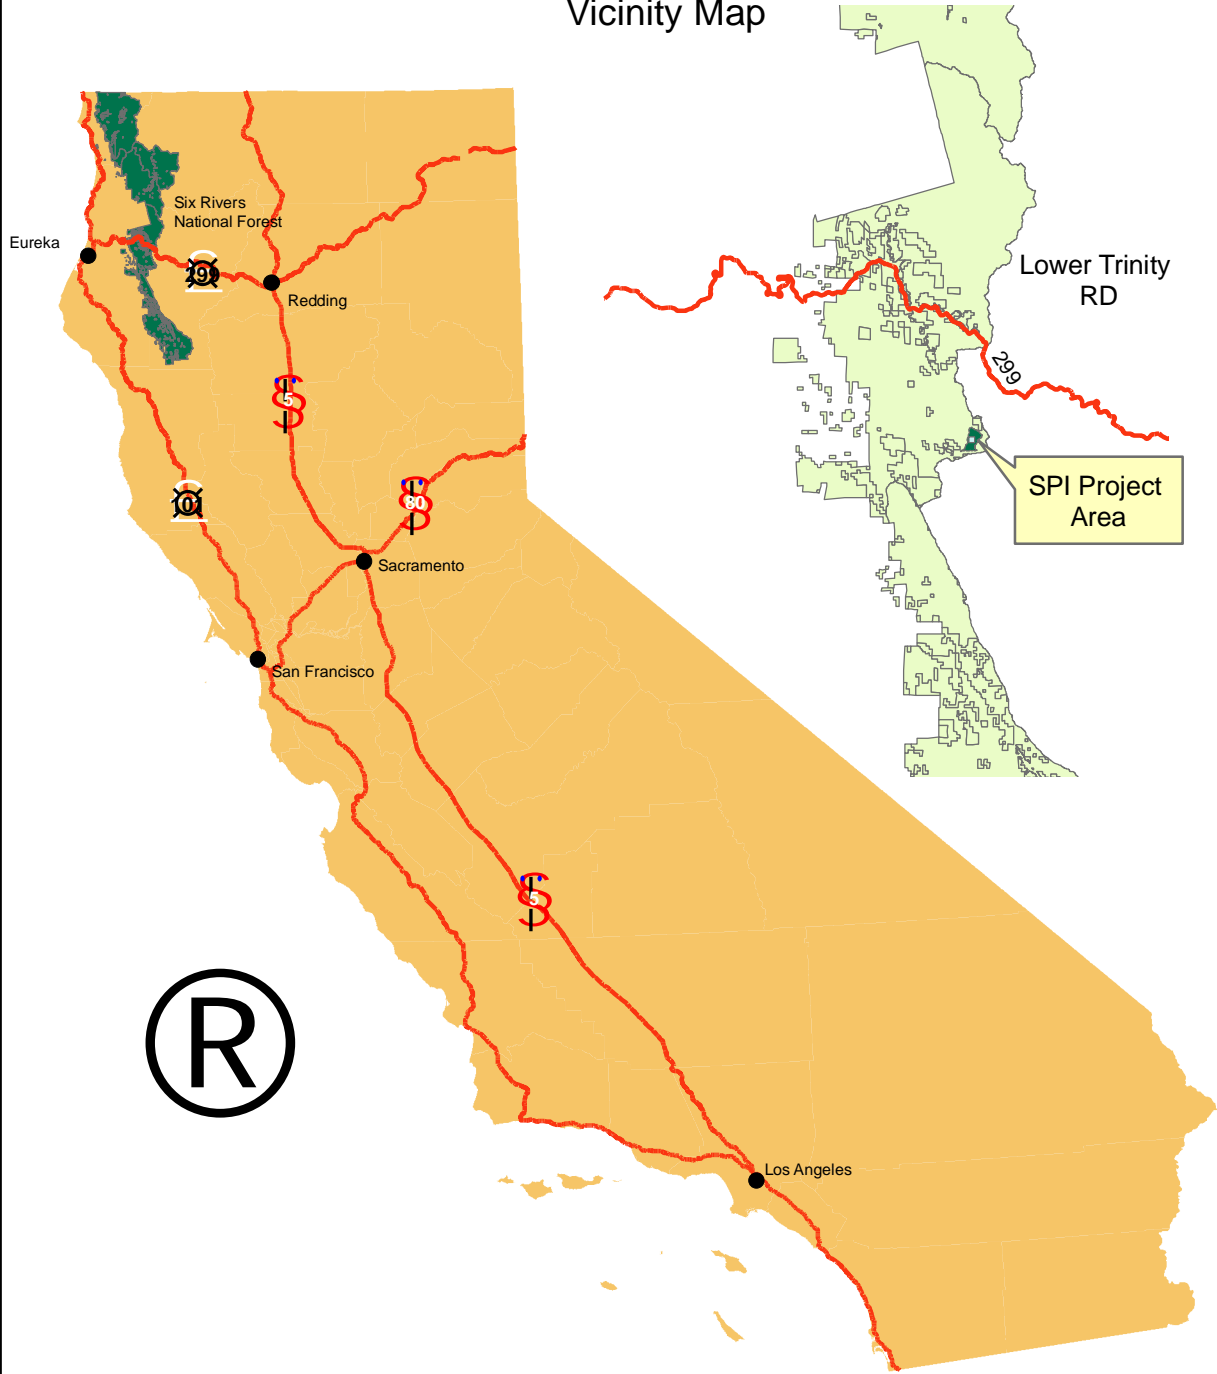 Vicinity Map
Six Rivers
National Forest
Eureka
299
Redding
Lower Trinity
RD
299
5
SPI Project
Area
101
80
Sacramento
San Francisco
5
R
Los Angeles